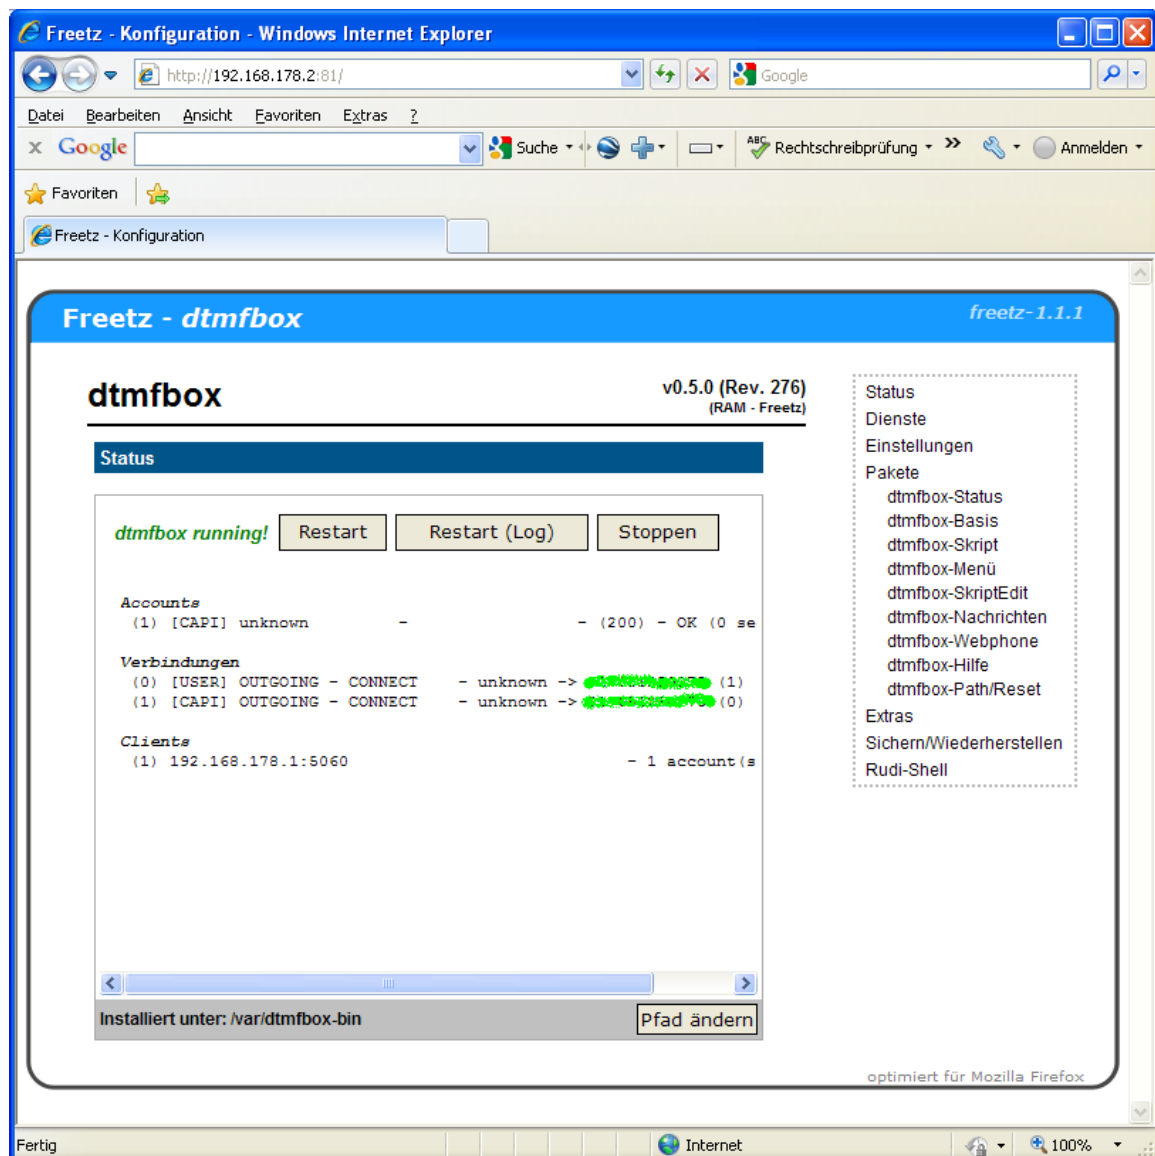 Freetz - Konfiguration - Windows Internet Explorer
http://192.168.178.2:81/
Google
Datei Bearbeiten Ansicht Favoriten Extras ?
x Google Suche ABC Rechtschreibprüfung Anmelden
Favoriten
Freetz - Konfiguration
Freetz - dtmfbox
freetz-1.1.1
dtmfbox
v0.5.0 (Rev. 276)
(RAM - Freetz)
Status
dtmfbox running! Restart Restart (Log) Stoppen
Accounts
(1) [CAPI] unknown - - (200) - OK (0 se
Verbindungen
(0) [USER] OUTGOING - CONNECT - unknown -> (1)
(1) [CAPI] OUTGOING - CONNECT - unknown -> (0)
Clients
(1) 192.168.178.1:5060 - 1 account(s
Installiert unter: /var/dtmfbox-bin
Pfad ändern
Status
Dienste
Einstellungen
Pakete
dtmfbox-Status
dtmfbox-Basis
dtmfbox-Skript
dtmfbox-Menü
dtmfbox-SkriptEdit
dtmfbox-Nachrichten
dtmfbox-Webphone
dtmfbox-Hilfe
dtmfbox-Path/Reset
Extras
Sichern/Wiederherstellen
Rudi-Shell
optimiert für Mozilla Firefox
Fertig
Internet
100%